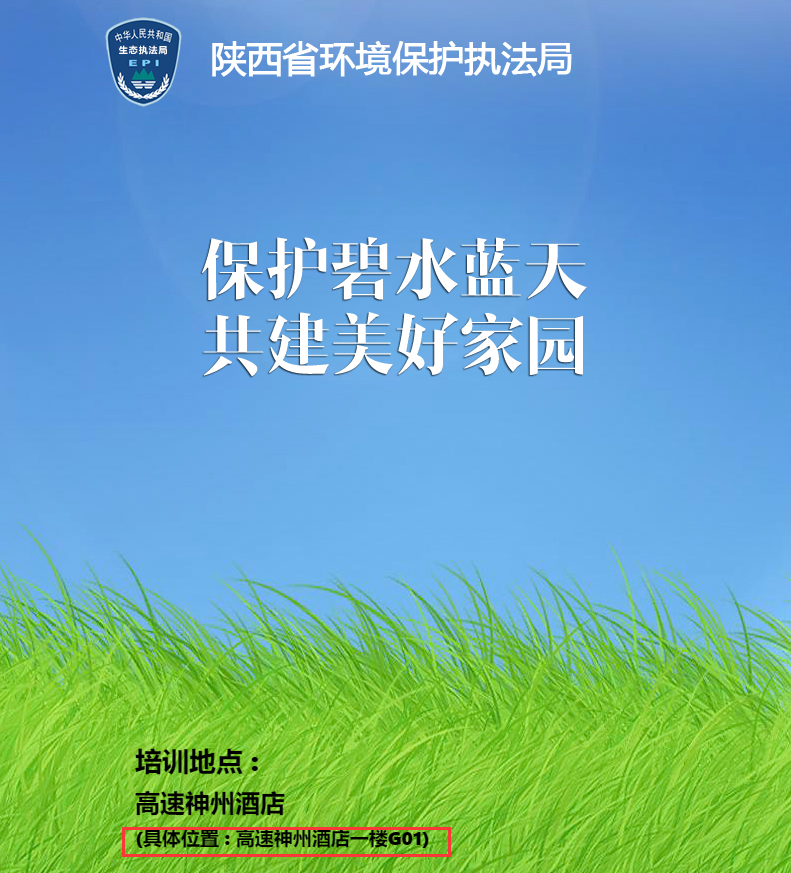 中华人民共和国
生态执法局
EPI
陕西省环境保护执法局
保护碧水蓝天
共建美好家园
培训地点：
高速神州酒店
(具体位置：高速神州酒店一楼G01)